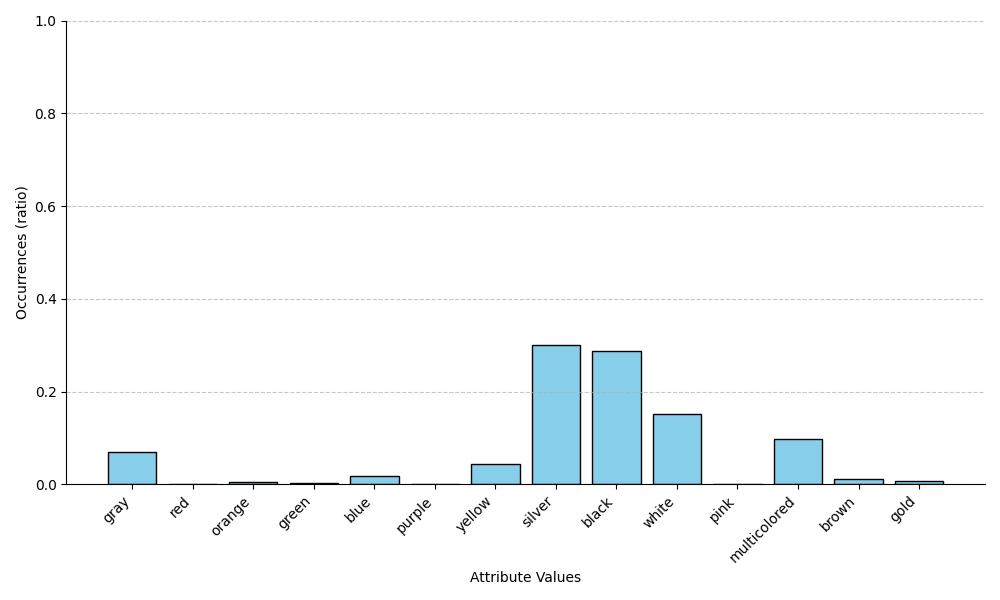 1.0
0.8
0.6
0.4
0.2
0.0
Occurrences (ratio)
gray
red
orange
green
blue
purple
yellow
silver
black
white
pink
multicolored
brown
gold
Attribute Values